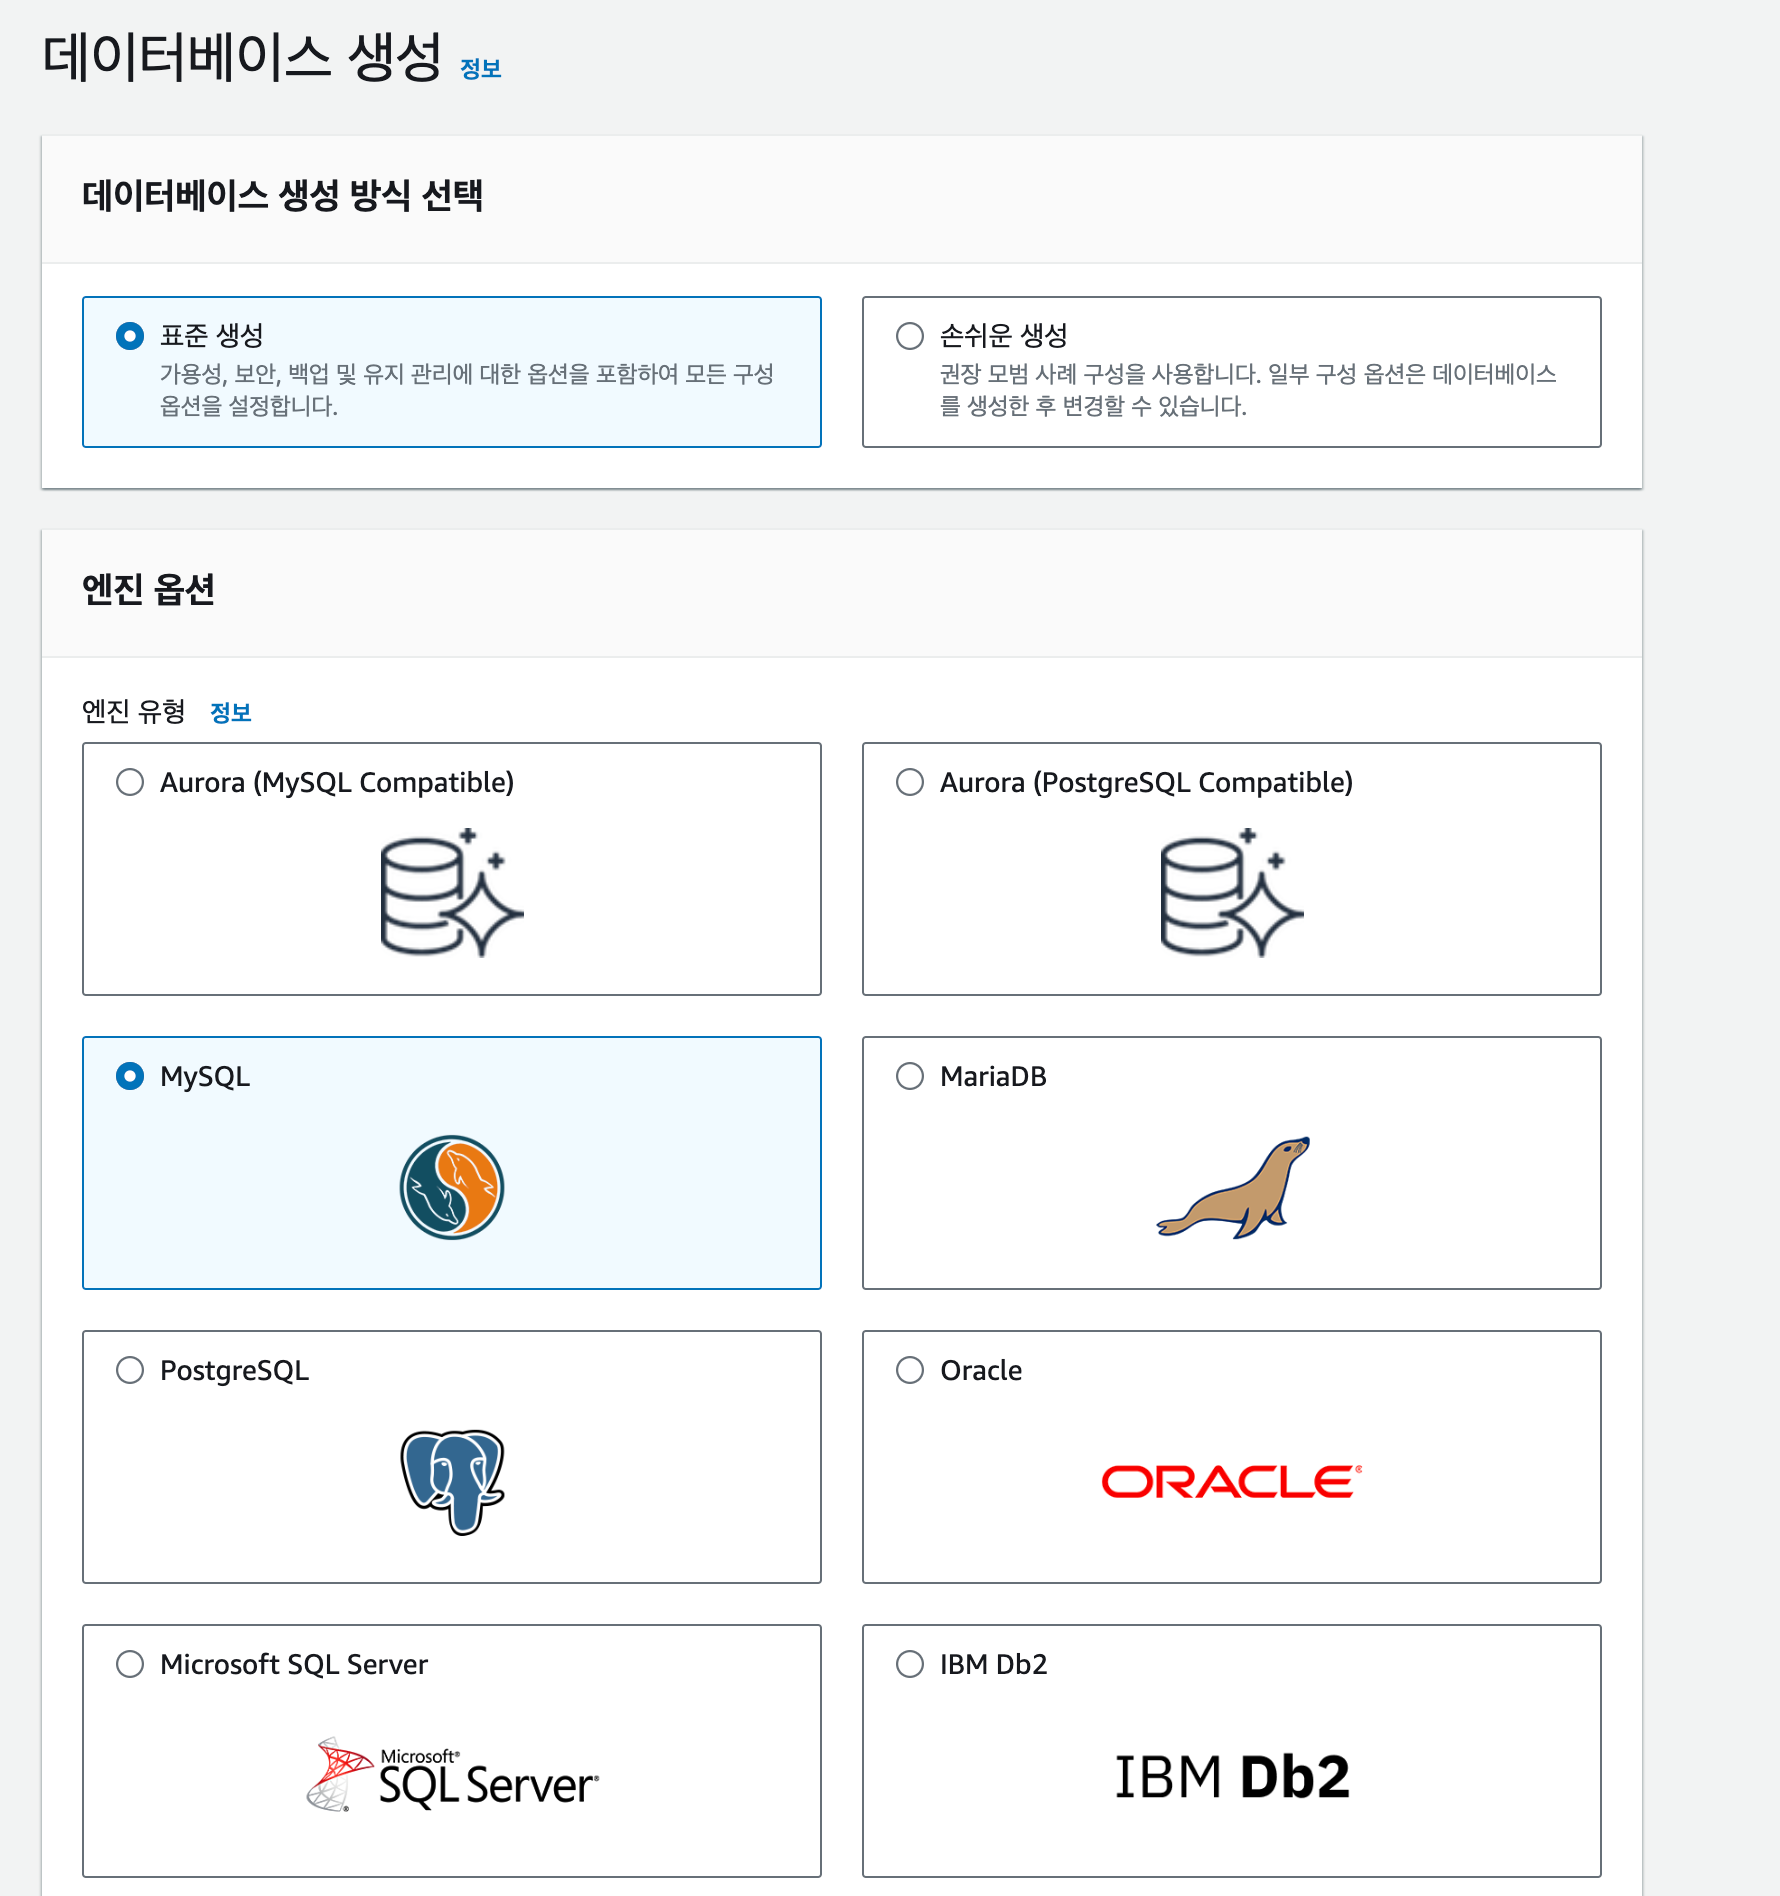 데이터베이스 생성 정보
데이터베이스 생성 방식 선택
표준 생성
가용성, 보안, 백업 및 유지 관리에 대한 옵션을 포함하여 모든 구성
옵션을 설정합니다.
손쉬운 생성
권장 모범 사례 구성을 사용합니다. 일부 구성 옵션은 데이터베이스
를 생성한 후 변경할 수 있습니다.
엔진 옵션
엔진 유형 정보
Aurora (MySQL Compatible)
Aurora (PostgreSQL Compatible)
MySQL
MariaDB
PostgreSQL
Oracle
ORACLE®
Microsoft SQL Server
Microsoft®
SQL Server®
IBM Db2
IBM Db2